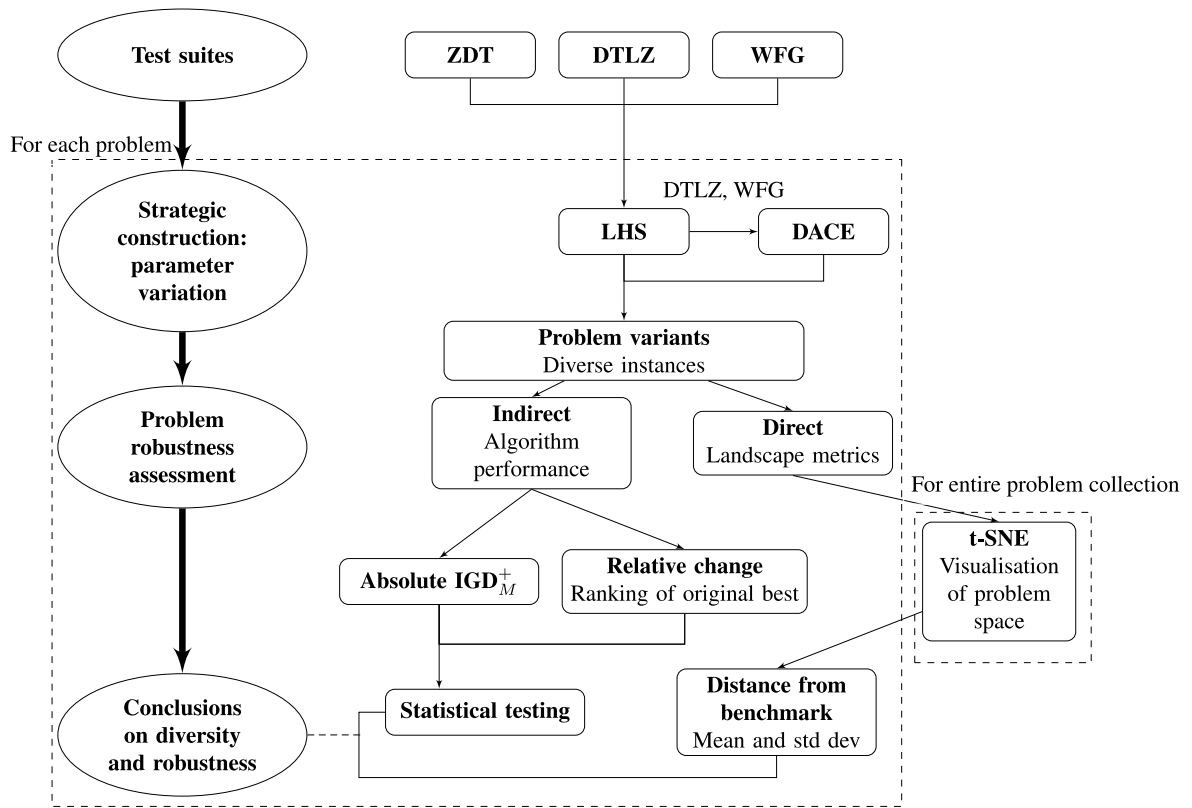 Test suites
ZDT
DTLZ
WFG
For each problem
Strategic
construction:
parameter
variation
DTLZ, WFG
LHS
DACE
Problem variants
Diverse instances
Problem
robustness
assessment
Indirect
Algorithm
performance
Direct
Landscape metrics
For entire problem collection
t-SNE
Visualisation
of problem
space
Absolute IGD$_M^+$
Relative change
Ranking of original best
Conclusions
on diversity
and robustness
Statistical testing
Distance from
benchmark
Mean and std dev